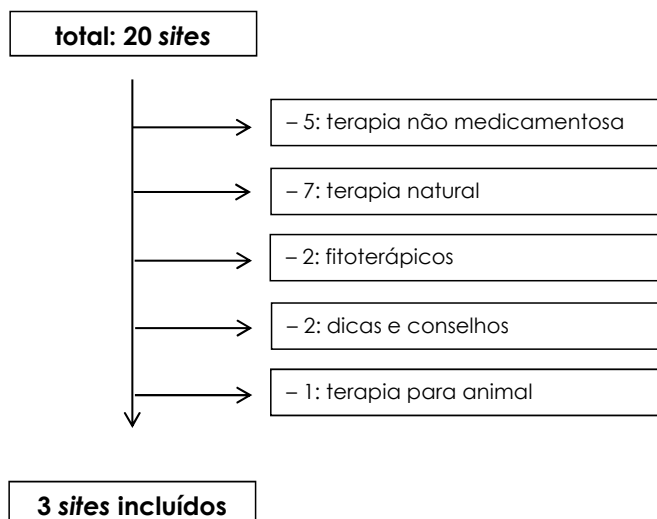 total: 20 sites
– 5: terapia não medicamentosa
– 7: terapia natural
– 2: fitoterápicos
– 2: dicas e conselhos
– 1: terapia para animal
3 sites incluídos